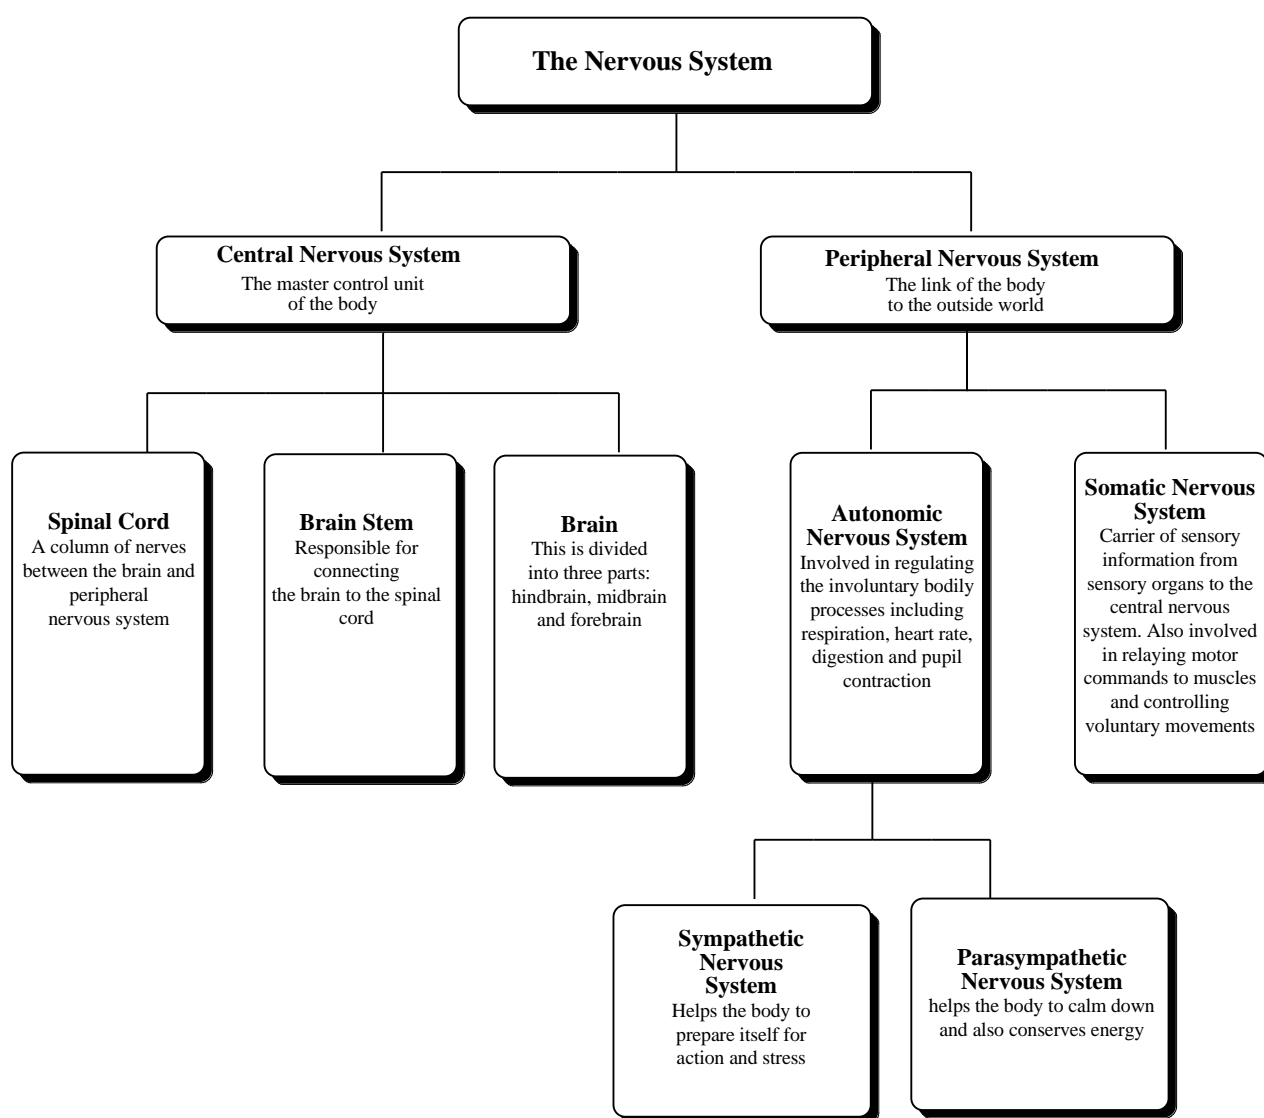 The Nervous System
Central Nervous System
The master control unit
of the body
Peripheral Nervous System
The link of the body
to the outside world
Spinal Cord
A column of nerves
between the brain and
peripheral
nervous system
Brain Stem
Responsible for
connecting
the brain to the spinal
cord
Brain
This is divided
into three parts:
hindbrain, midbrain
and forebrain
Autonomic
Nervous System
Involved in regulating
the involuntary bodily
processes including
respiration, heart rate,
digestion and pupil
contraction
Somatic Nervous
System
Carrier of sensory
information from
sensory organs to the
central nervous
system. Also involved
in relaying motor
commands to muscles
and controlling
voluntary movements
Sympathetic
Nervous
System
Helps the body to
prepare itself for
action and stress
Parasympathetic
Nervous System
helps the body to calm down
and also conserves energy